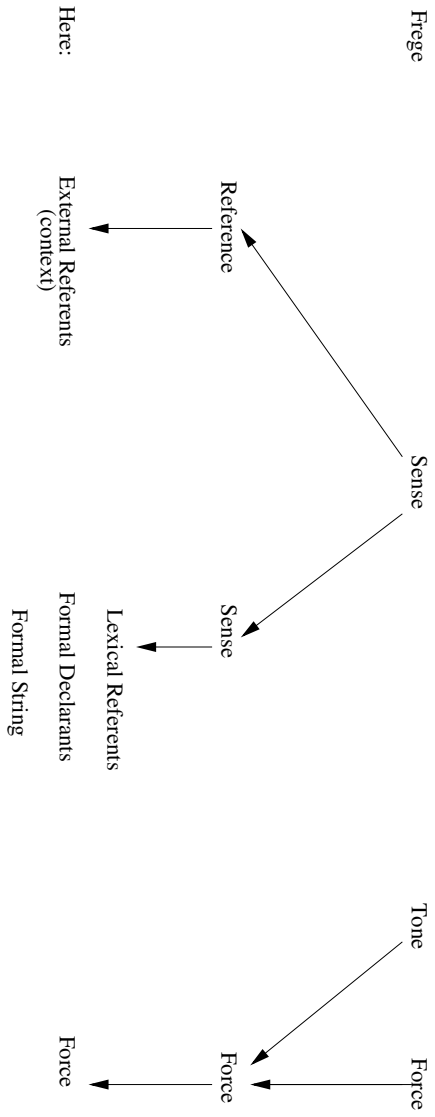 Frege
Sense
Tone
Force
Reference
Sense
Force
Here:
External Referents
(context)
Lexical Referents
Formal Declarants
Formal String
Force